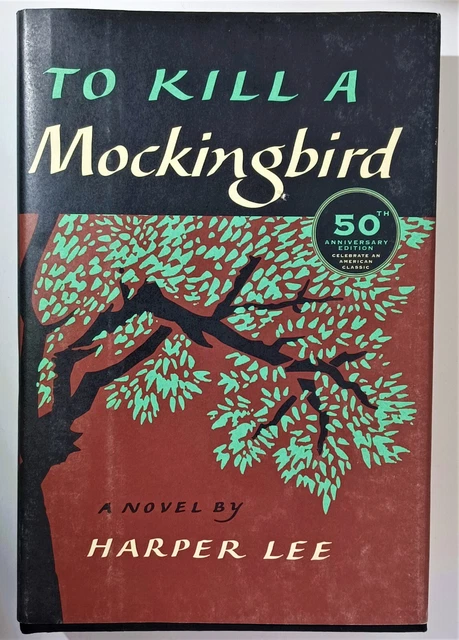 TO KILL A
Mockingbird
50TH
ANNIVERSARY
EDITION
CELEBRATE AN
AMERICAN
CLASSIC
A NOVEL By
HARPER LEE